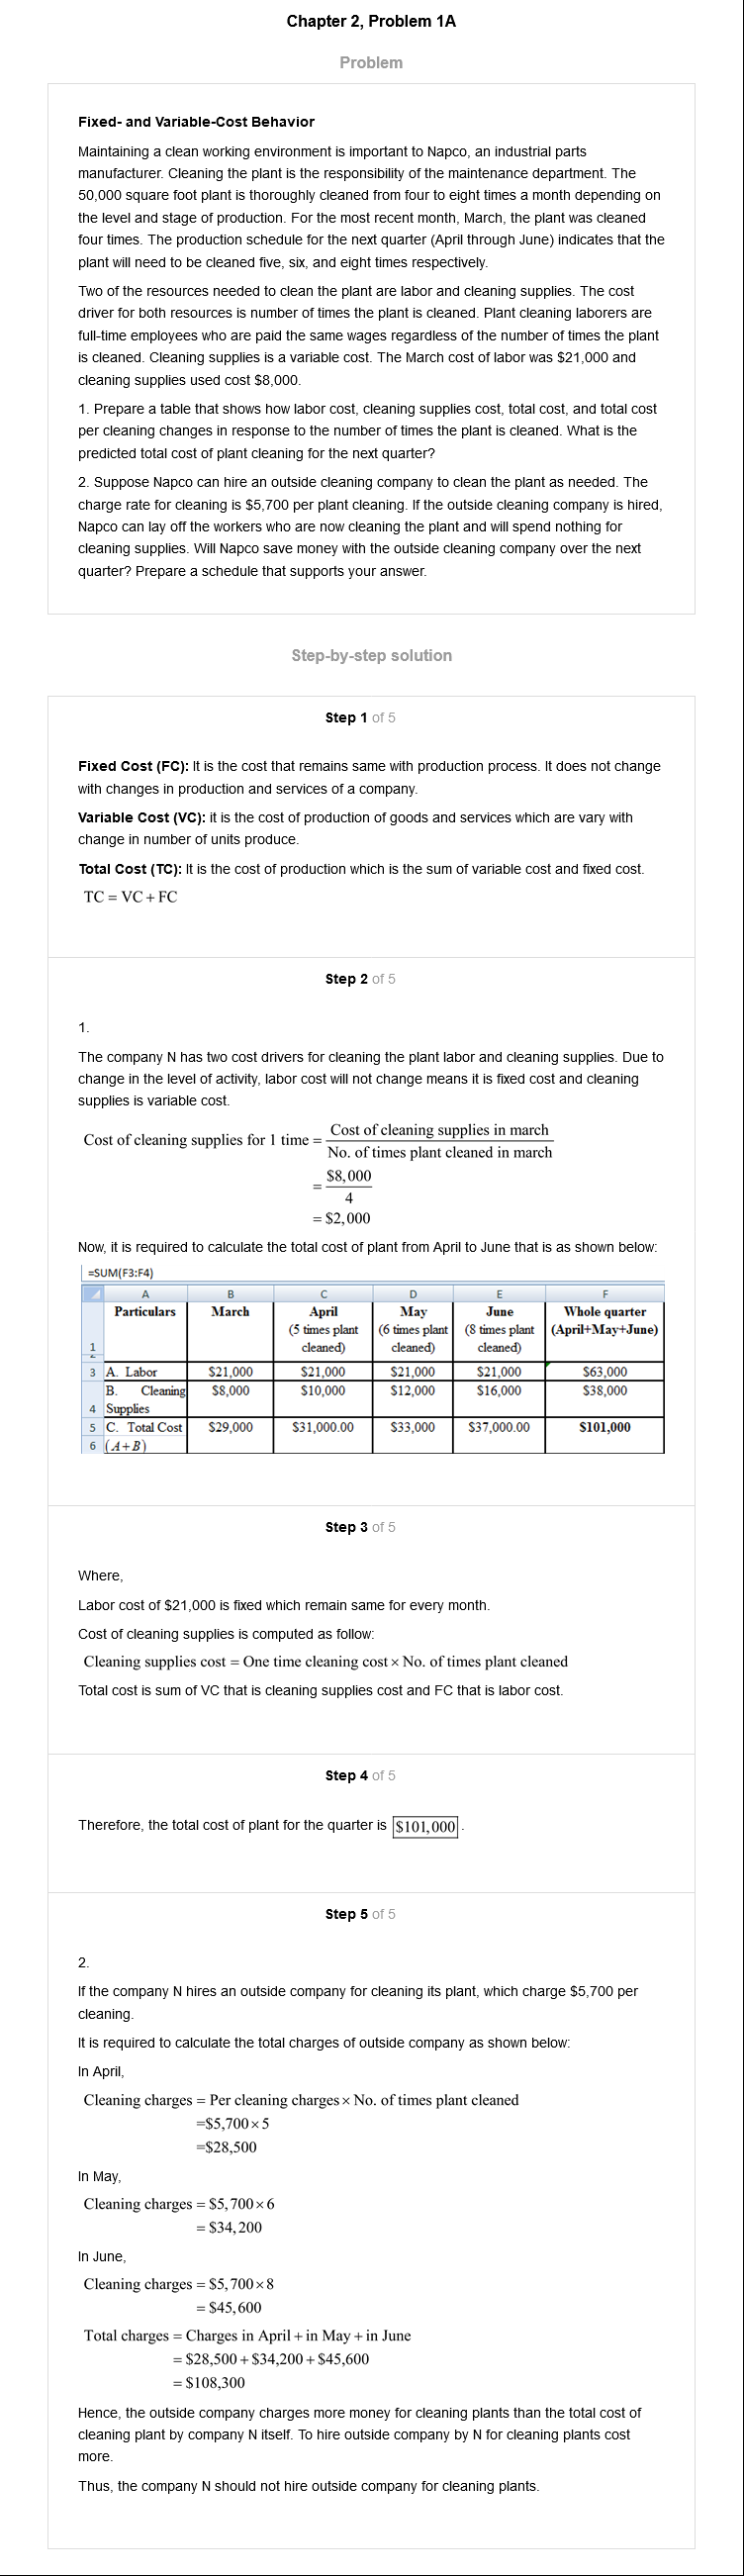 Chapter 2, Problem 1A
Problem
Fixed- and Variable-Cost Behavior
Maintaining a clean working environment is important to Napco, an industrial parts
manufacturer. Cleaning the plant is the responsibility of the maintenance department. The
50,000 square foot plant is thoroughly cleaned from four to eight times a month depending on
the level and stage of production. For the most recent month, March, the plant was cleaned
four times. The production schedule for the next quarter (April through June) indicates that the
plant will need to be cleaned five, six, and eight times respectively.
Two of the resources needed to clean the plant are labor and cleaning supplies. The cost
driver for both resources is number of times the plant is cleaned. Plant cleaning laborers are
full-time employees who are paid the same wages regardless of the number of times the plant
is cleaned. Cleaning supplies is a variable cost. The March cost of labor was $21,000 and
cleaning supplies used cost $8,000.
1. Prepare a table that shows how labor cost, cleaning supplies cost, total cost, and total cost
per cleaning changes in response to the number of times the plant is cleaned. What is the
predicted total cost of plant cleaning for the next quarter?
2. Suppose Napco can hire an outside cleaning company to clean the plant as needed. The
charge rate for cleaning is $5,700 per plant cleaning. If the outside cleaning company is hired,
Napco can lay off the workers who are now cleaning the plant and will spend nothing for
cleaning supplies. Will Napco save money with the outside cleaning company over the next
quarter? Prepare a schedule that supports your answer.
Step-by-step solution
Step 1 of 5
Fixed Cost (FC): It is the cost that remains same with production process. It does not change
with changes in production and services of a company.
Variable Cost (VC): it is the cost of production of goods and services which are vary with
change in number of units produce.
Total Cost (TC): It is the cost of production which is the sum of variable cost and fixed cost.
TC = VC + FC
Step 2 of 5
1.
The company N has two cost drivers for cleaning the plant labor and cleaning supplies. Due to
change in the level of activity, labor cost will not change means it is fixed cost and cleaning
supplies is variable cost.
Cost of cleaning supplies for 1 time = Cost of cleaning supplies in march
No. of times plant cleaned in march
= $8,000
4
= $2,000
Now, it is required to calculate the total cost of plant from April to June that is as shown below:
=SUM(F3:F4)
A B C D E F
Particulars March April May June Whole quarter
(5 times plant (6 times plant (8 times plant (April+May+June)
1 cleaned) cleaned) cleaned)
3 A. Labor $21,000 $21,000 $21,000 $21,000 $63,000
B. Cleaning $8,000 $10,000 $12,000 $16,000 $38,000
4 Supplies
5 C. Total Cost $29,000 $31,000.00 $33,000 $37,000.00 $101,000
6 (A+B)
Step 3 of 5
Where,
Labor cost of $21,000 is fixed which remain same for every month.
Cost of cleaning supplies is computed as follow:
Cleaning supplies cost = One time cleaning cost × No. of times plant cleaned
Total cost is sum of VC that is cleaning supplies cost and FC that is labor cost.
Step 4 of 5
Therefore, the total cost of plant for the quarter is $101,000 .
Step 5 of 5
2.
If the company N hires an outside company for cleaning its plant, which charge $5,700 per
cleaning.
It is required to calculate the total charges of outside company as shown below:
In April,
Cleaning charges = Per cleaning charges × No. of times plant cleaned
=$5,700 × 5
=$28,500
In May,
Cleaning charges = $5,700 × 6
= $34,200
In June,
Cleaning charges = $5,700 × 8
= $45,600
Total charges = Charges in April + in May + in June
= $28,500 + $34,200 + $45,600
= $108,300
Hence, the outside company charges more money for cleaning plants than the total cost of
cleaning plant by company N itself. To hire outside company by N for cleaning plants cost
more.
Thus, the company N should not hire outside company for cleaning plants.